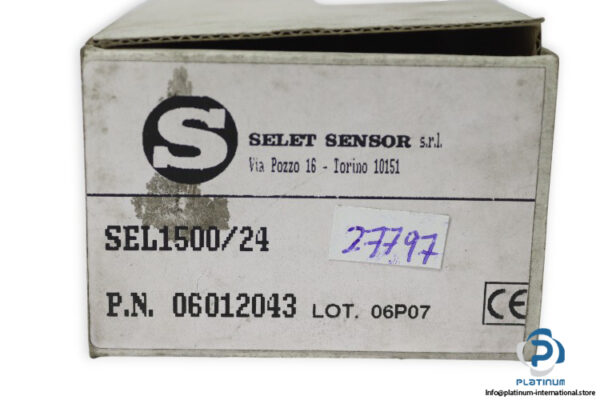 S
SELET SENSOR s.r.l.
Via Pozzo 16 - Torino 10151
SEL1500/24
27797
P.N. 06012043 LOT. 06P07
CE
PLATINUM
Info@platinum-international.store